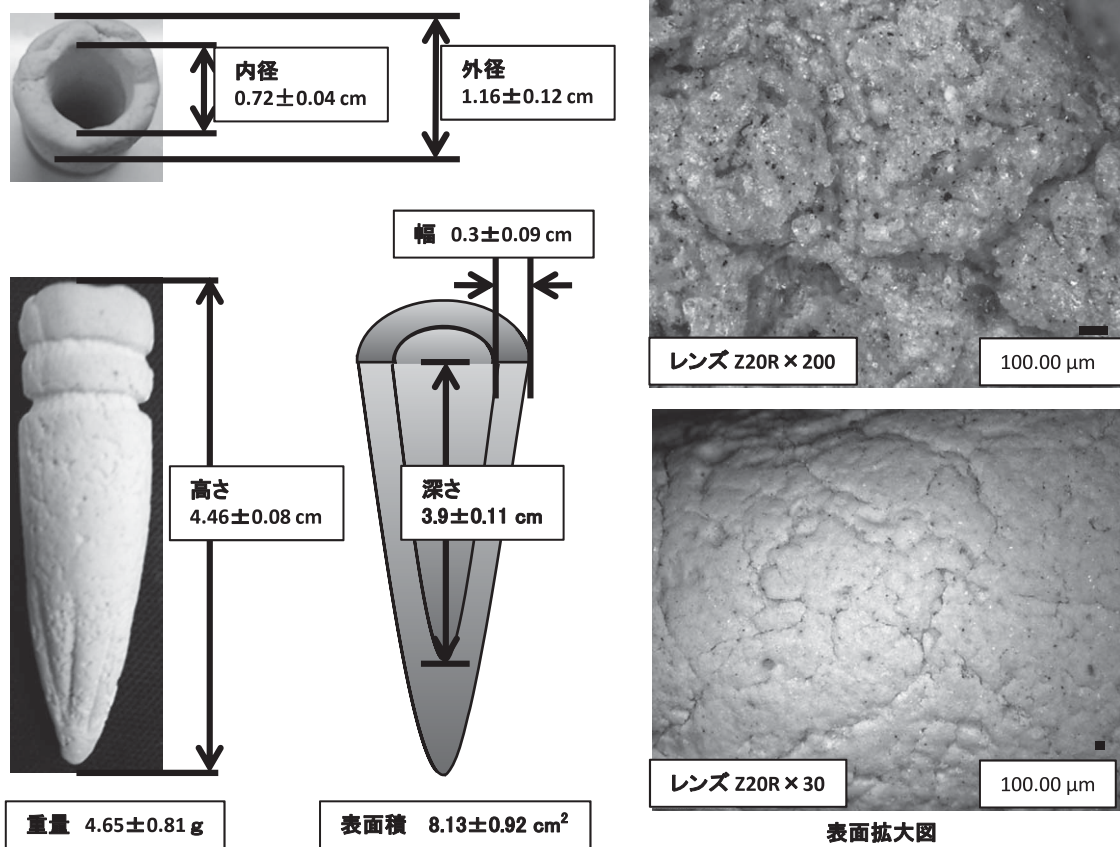 内径
0.72±0.04 cm
外径
1.16±0.12 cm
幅 0.3±0.09 cm
高さ
4.46±0.08 cm
深さ
3.9±0.11 cm
重量 4.65±0.81 g
表面積 8.13±0.92 cm²
レンズ Z20R×200
100.00 μm
レンズ Z20R×30
100.00 μm
表面拡大図